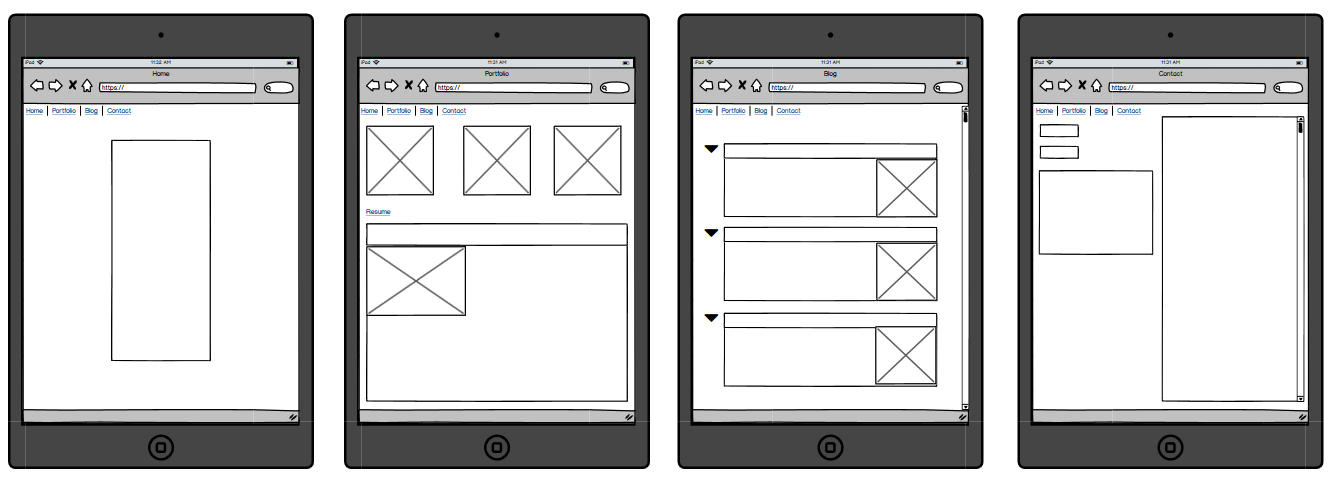 iPad 11:32 AM
Home
https://
Home Portfolio Blog Contact
iPad 11:31 AM
Portfolio
https://
Home Portfolio Blog Contact
Resume
iPad 11:31 AM
Blog
https://
Home Portfolio Blog Contact
iPad 11:31 AM
Contact
https://
Home Portfolio Blog Contact